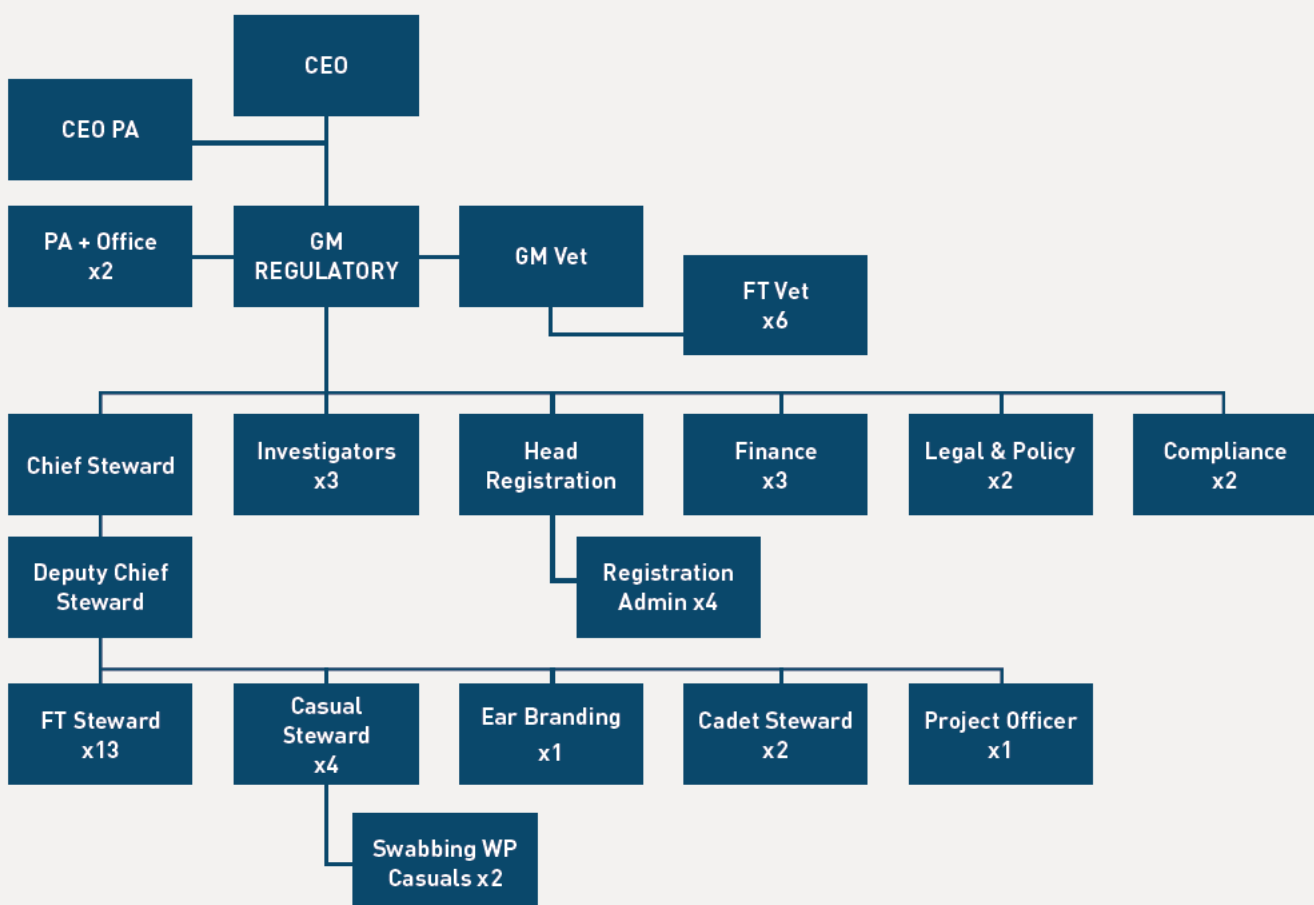 CEO
CEO PA
PA + Office
x2
GM
REGULATORY
GM Vet
FT Vet
x6
Chief Steward
Investigators
x3
Head
Registration
Finance
x3
Legal & Policy
x2
Compliance
x2
Deputy Chief
Steward
Registration
Admin x4
FT Steward
x13
Casual
Steward
x4
Ear Branding
x1
Cadet Steward
x2
Project Officer
x1
Swabbing WP
Casuals x2